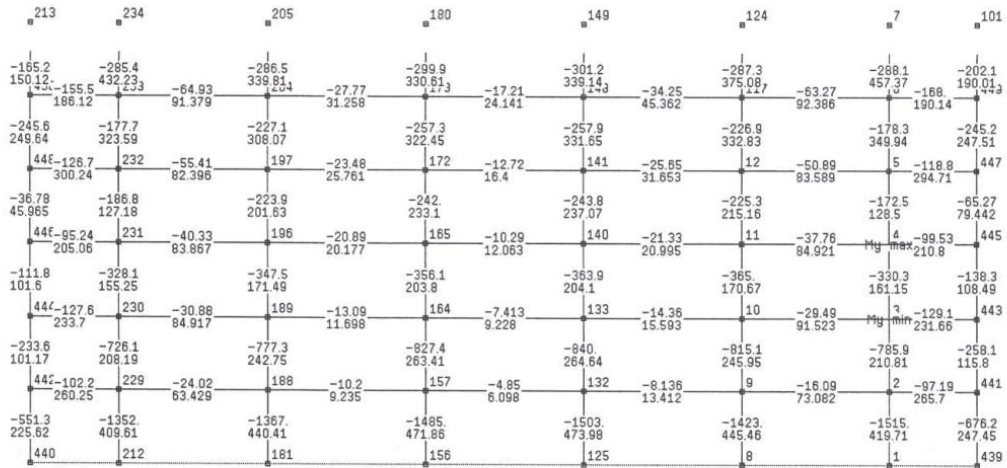 213 234 205 180 149 124 7 101
-165.2 -285.4 -286.5 -299.9 -301.2 -287.3 -288.1 -202.1
150.12 432.23 339.81 330.61 339.14 375.08 457.37 190.01
-155.5 -64.93 -27.77 -17.21 -34.25 -63.27 -168.
186.12 91.379 31.258 24.141 45.362 92.386 190.14
-245.6 -177.7 -227.1 -257.3 -257.9 -226.9 -178.3 -245.2
249.64 323.59 308.07 322.45 331.65 332.83 349.94 247.51
448 -126.7 232 -55.41 197 -23.48 172 -12.72 141 -25.65 12 -50.89 5 -118.8 447
300.24 82.396 25.761 16.4 31.653 83.589 294.71
-36.78 -186.8 -223.9 -242. -243.8 -225.3 -172.5 -65.27
45.965 127.18 201.63 233.1 237.07 215.16 128.5 79.442
446 -95.24 231 -40.33 196 -20.89 165 -10.29 140 -21.33 11 -37.76 4 -99.53 445
205.06 83.867 20.177 12.063 20.995 84.921 My max 210.8
-111.8 -328.1 -347.5 -356.1 -363.9 -365. -330.3 -138.3
101.6 155.25 171.49 203.8 204.1 170.67 161.15 108.49
444 -127.6 230 -30.88 189 -13.09 164 -7.413 133 -14.36 10 -29.49 3 -129.1 443
233.7 84.917 11.698 9.228 15.593 91.523 My min 231.66
-233.6 -726.1 -777.3 -827.4 -840. -815.1 -785.9 -258.1
101.17 208.19 242.75 263.41 264.64 245.95 210.81 115.8
442 -102.2 229 -24.02 188 -10.2 157 -4.85 132 -8.136 9 -16.09 2 -97.19 441
260.25 63.429 9.235 6.098 13.412 73.082 265.7
-551.3 -1352. -1367. -1485. -1503. -1423. -1515. -676.2
225.62 409.61 440.41 471.86 473.98 445.46 419.71 247.45
440 212 181 156 125 8 1 439